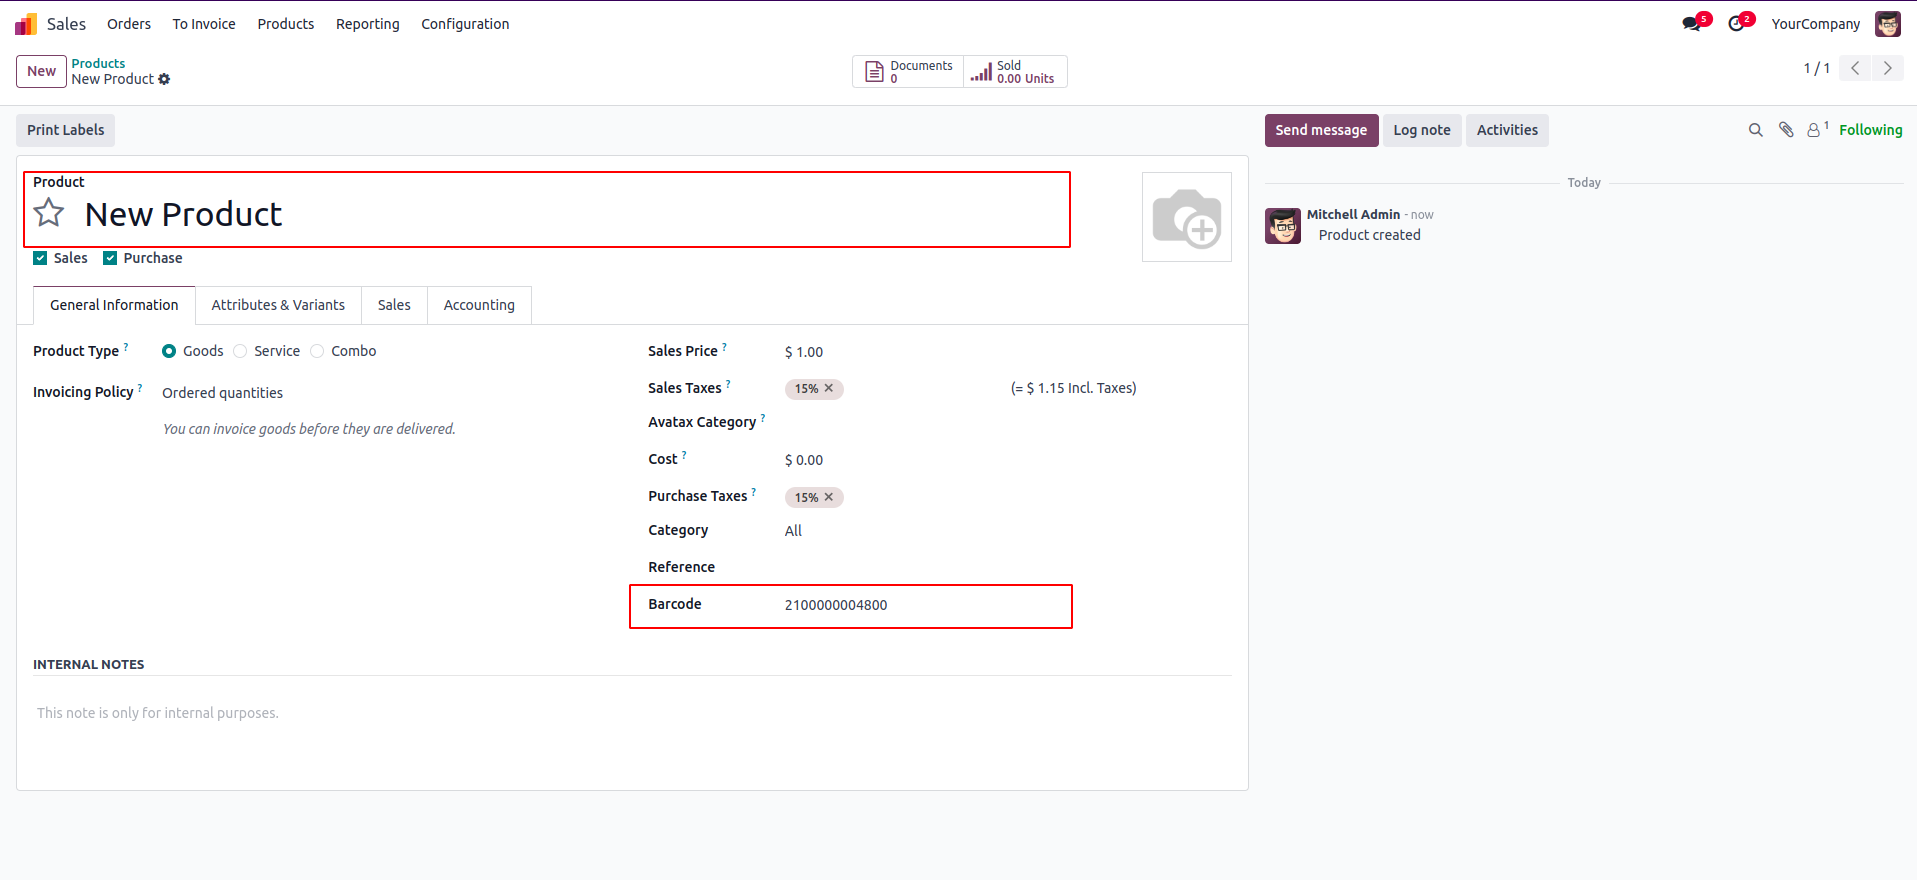 Sales Orders To Invoice Products Reporting Configuration 5 2 YourCompany
New Products
New Product
Documents
0
Sold
0.00 Units
1 / 1
Print Labels
Send message Log note Activities 1 Following
Product
New Product
Sales Purchase
General Information Attributes & Variants Sales Accounting
Product Type ? Goods Service Combo
Invoicing Policy ? Ordered quantities
You can invoice goods before they are delivered.
Sales Price ? $ 1.00
Sales Taxes ? 15% × (= $ 1.15 Incl. Taxes)
Avatax Category ?
Cost ? $ 0.00
Purchase Taxes ? 15% ×
Category All
Reference
Barcode 2100000004800
INTERNAL NOTES
This note is only for internal purposes.
Today
Mitchell Admin - now
Product created